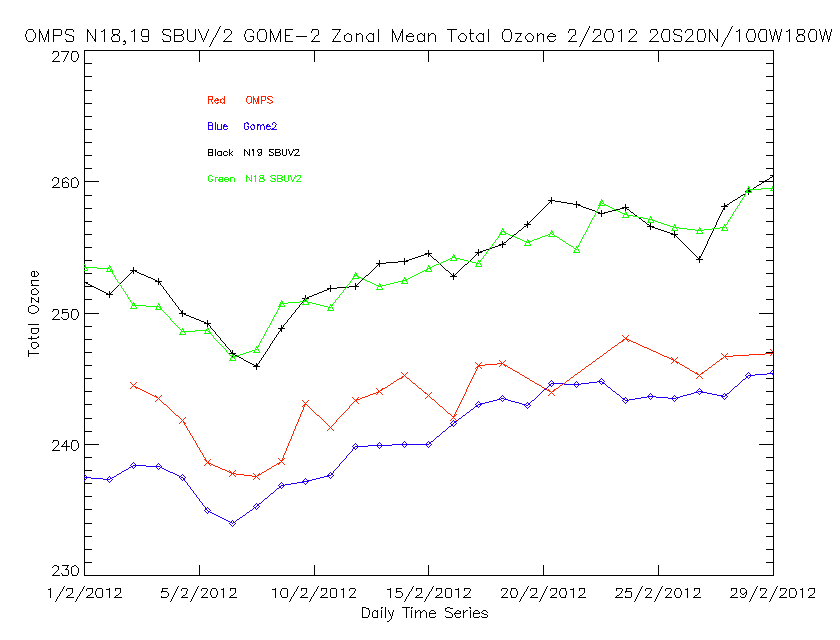 OMPS N18,19 SBUV/2 GOME-2 Zonal Mean Total Ozone 2/2012 20S20N/100W180W
270
Red OMPS
Blue Gome2
Black N19 SBUV2
Green N18 SBUV2
260
250
Total Ozone
240
230
1/2/2012 5/2/2012 10/2/2012 15/2/2012 20/2/2012 25/2/2012 29/2/2012
Daily Time Series